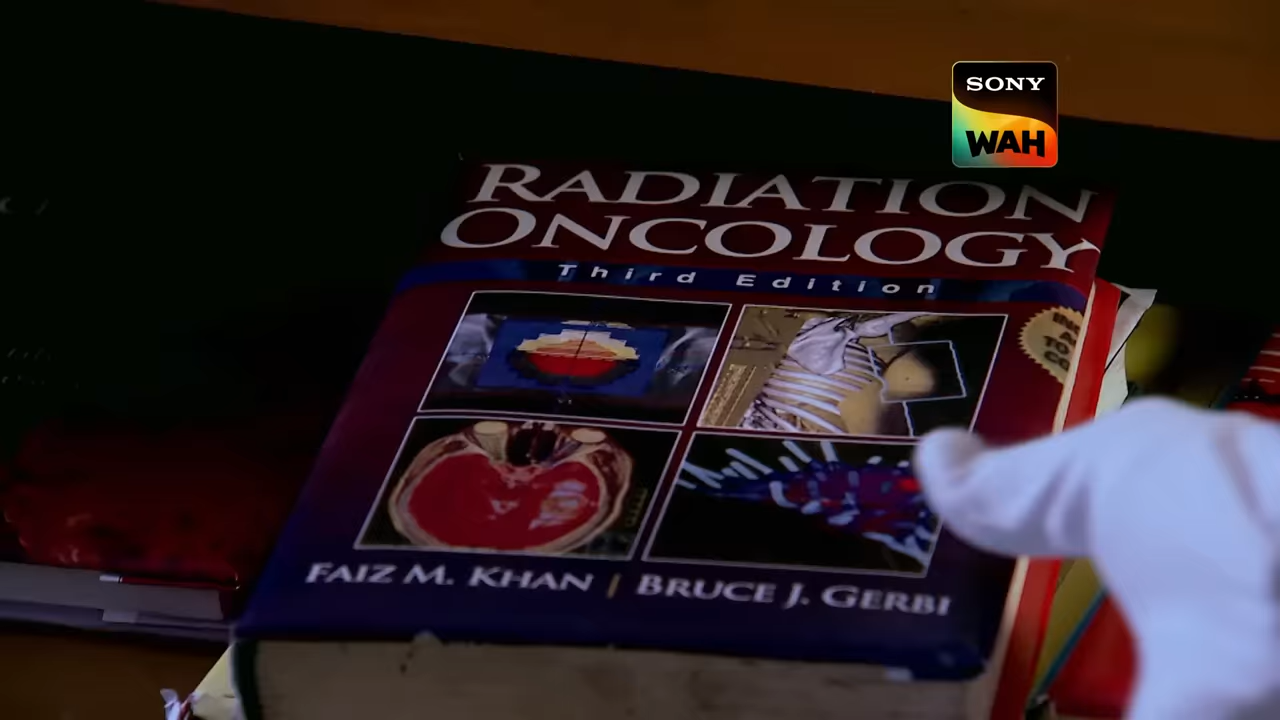 SONY
WAH
RADIATION
ONCOLOGY
Third Edition
FAIZ M. KHAN | BRUCE J. GERBI